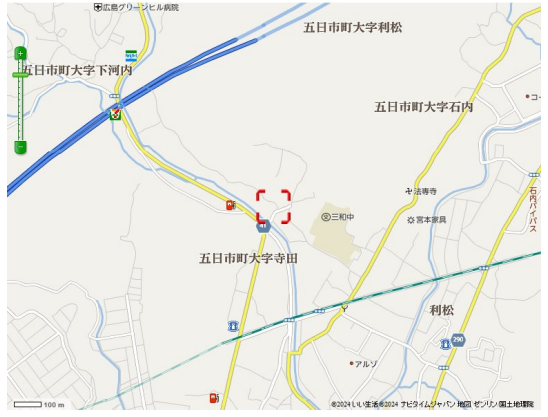 広島グリーンヒル病院
五日市町大字利松
五日市町大字下河内
五日市町大字石内
コー
法専寺
三和中
宮本家具
石内バイパス
41
五日市町大字寺田
利松
290
アルゾ
100 m
©2024 いい生活 ©2024 ナビタイムジャパン 地図 ゼンリン/国土地理院